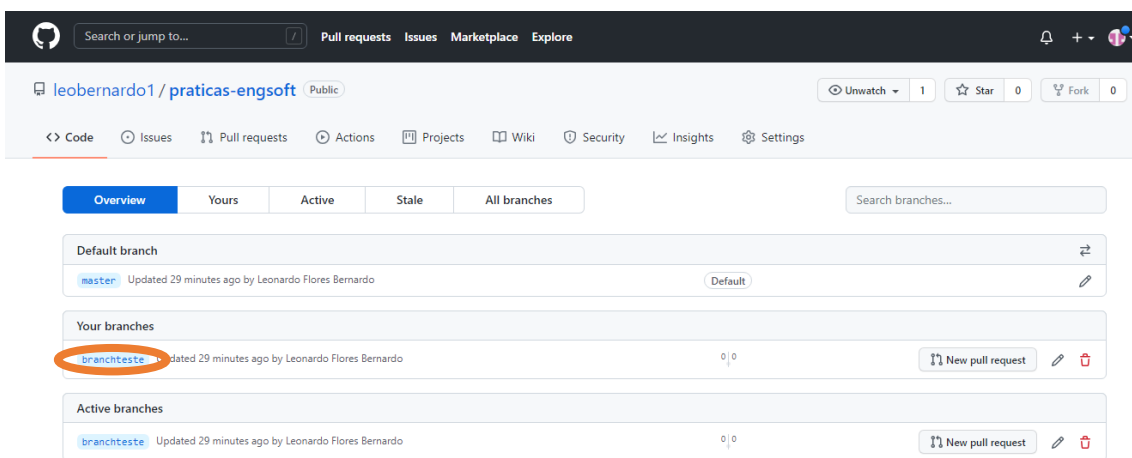 Search or jump to... / Pull requests Issues Marketplace Explore
leobernardo1 / praticas-engsoft Public Unwatch 1 Star 0 Fork 0
<> Code Issues Pull requests Actions Projects Wiki Security Insights Settings
Overview Yours Active Stale All branches Search branches...
Default branch
master Updated 29 minutes ago by Leonardo Flores Bernardo Default
Your branches
branchteste dated 29 minutes ago by Leonardo Flores Bernardo 0 | 0 New pull request
Active branches
branchteste Updated 29 minutes ago by Leonardo Flores Bernardo 0 | 0 New pull request